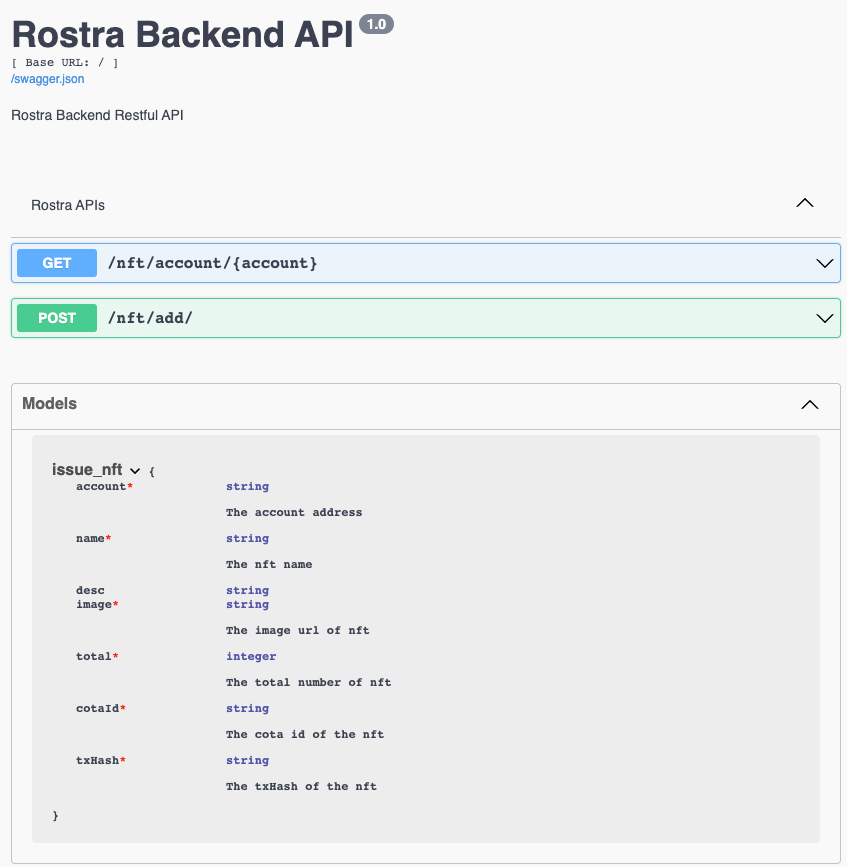 Rostra Backend API 1.0
[ Base URL: / ]
/swagger.json
Rostra Backend Restful API
Rostra APIs
GET /nft/account/{account}
POST /nft/add/
Models
issue_nft {
account* string
The account address
name* string
The nft name
desc string
image* string
The image url of nft
total* integer
The total number of nft
cotaId* string
The cota id of the nft
txHash* string
The txHash of the nft
}